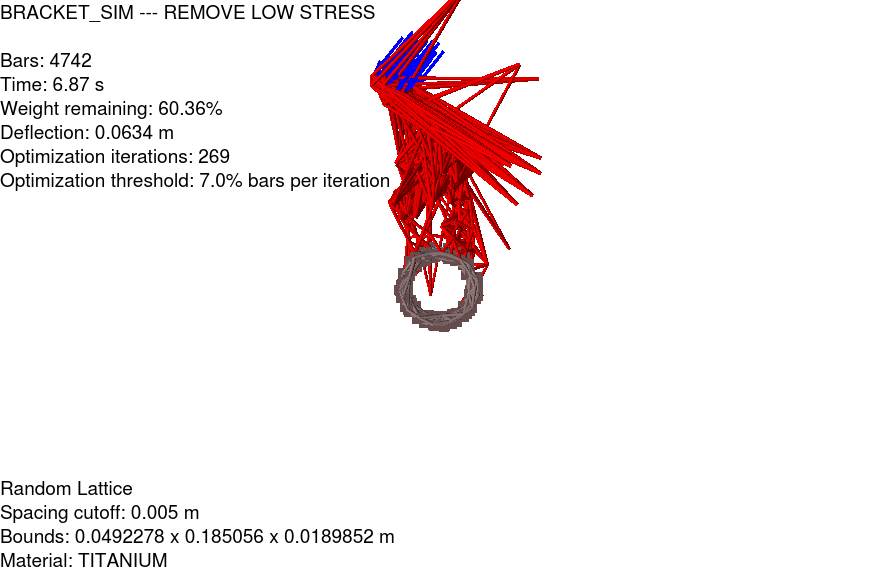 BRACKET_SIM --- REMOVE LOW STRESS
Bars: 4742
Time: 6.87 s
Weight remaining: 60.36%
Deflection: 0.0634 m
Optimization iterations: 269
Optimization threshold: 7.0% bars per iteration
Random Lattice
Spacing cutoff: 0.005 m
Bounds: 0.0492278 x 0.185056 x 0.0189852 m
Material: TITANIUM